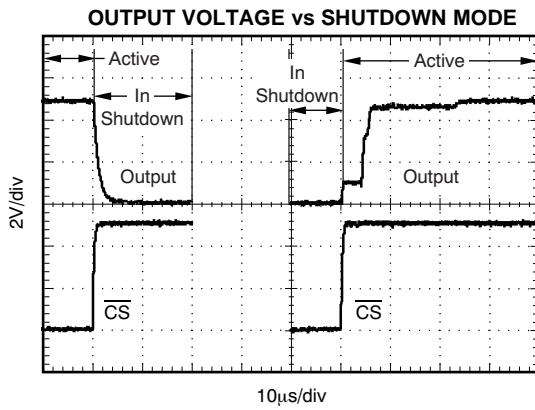 OUTPUT VOLTAGE vs SHUTDOWN MODE
Active
In
Shutdown
Output
In
Shutdown
Active
Output
2V/div
CS
CS
10μs/div